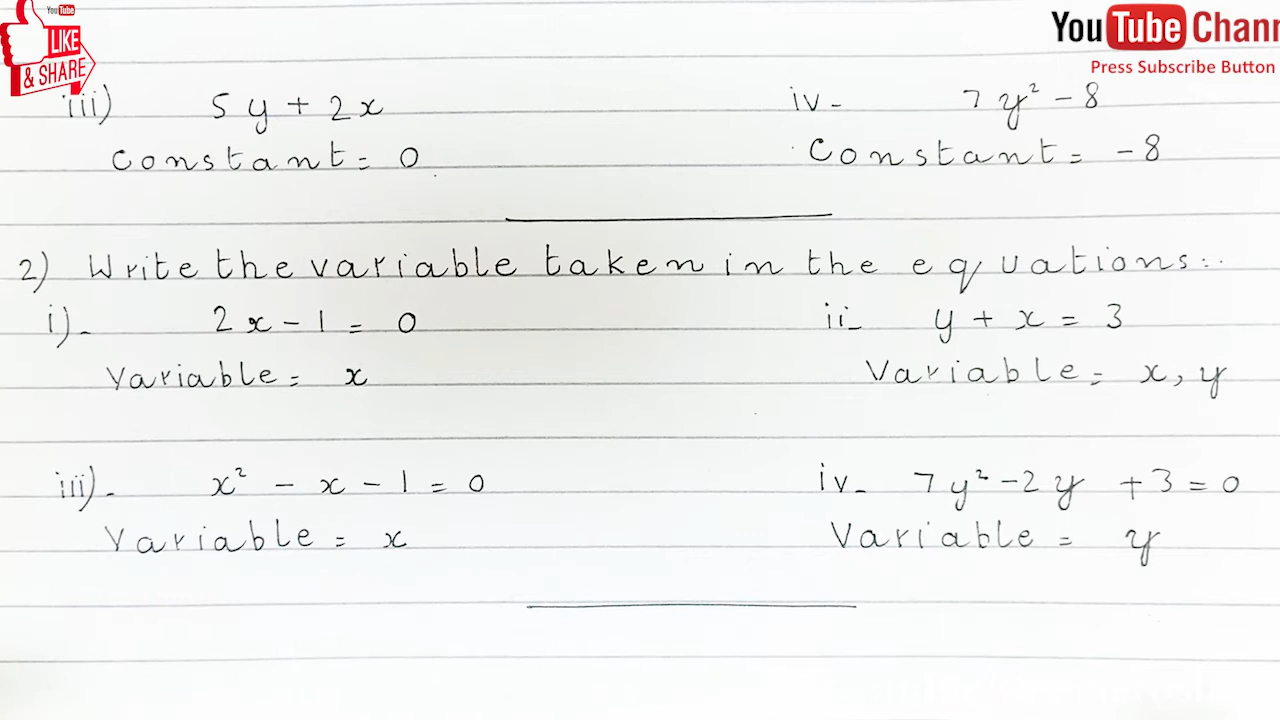 YouTube
LIKE
& SHARE
YouTube Chann
Press Subscribe Button
iii) 5y + 2x iv- 7y² - 8
Constant = 0 Constant = -8
2) Write the variable taken in the equations:.
i)- 2x - 1 = 0 ii- y + x = 3
Variable = x Variable = x, y
iii)- x² - x - 1 = 0 iv- 7y² - 2y + 3 = 0
Variable = x Variable = y